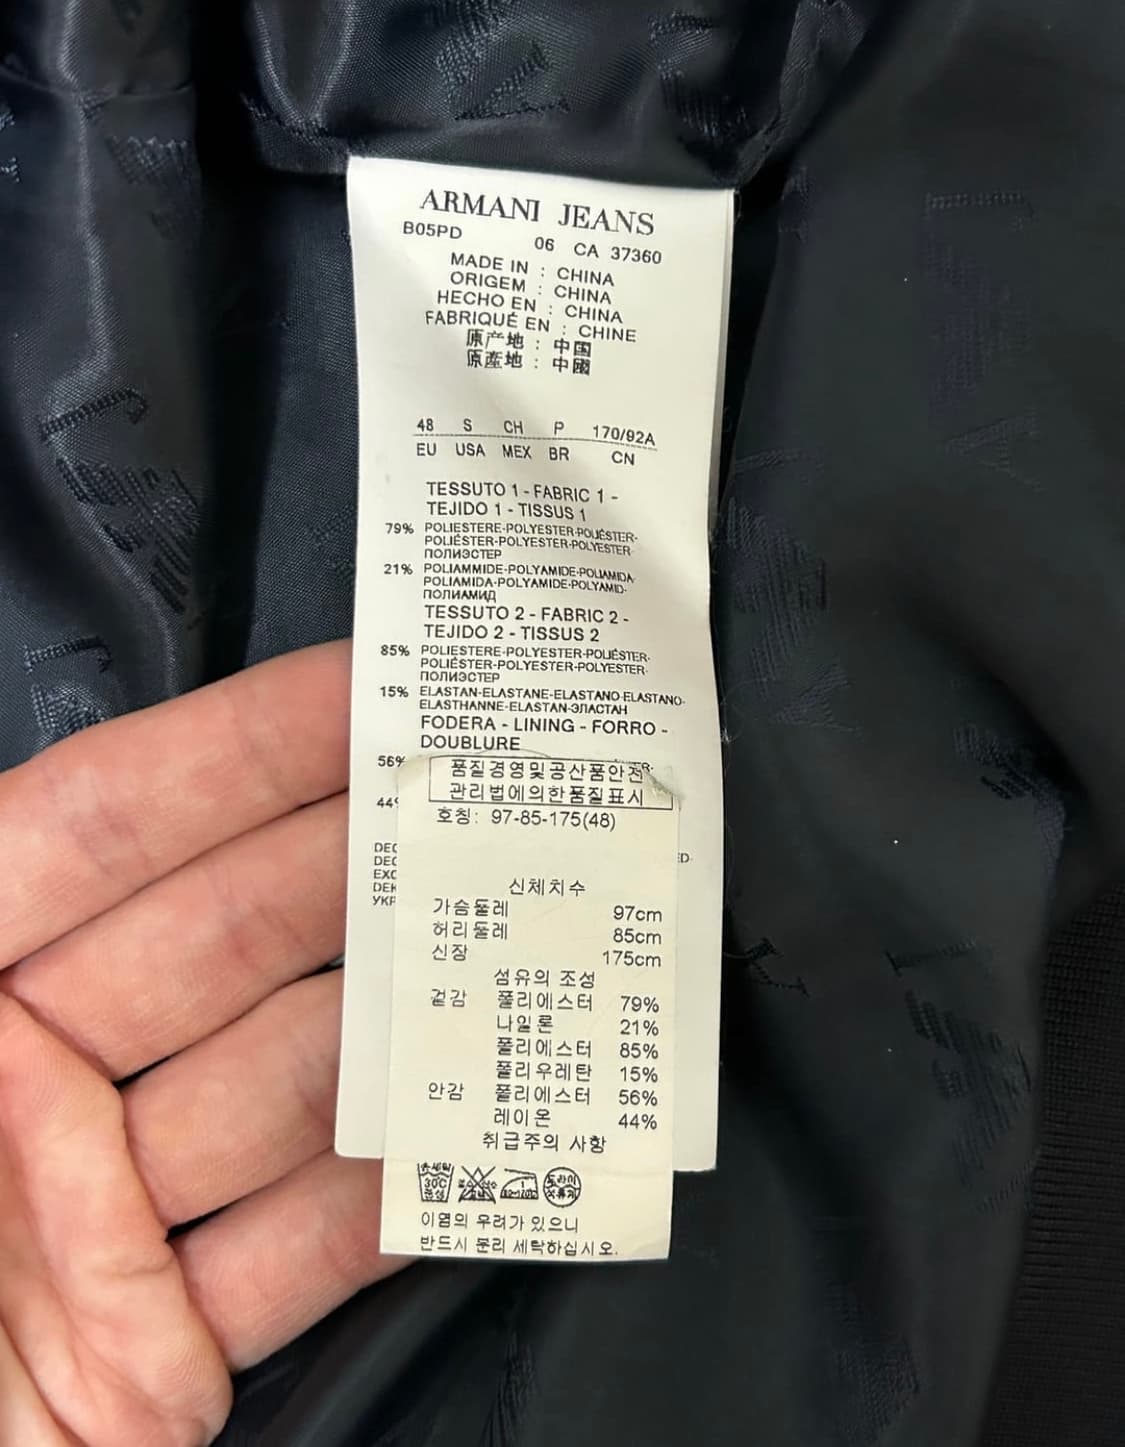 ARMANI JEANS
B05PD 06 CA 37360
MADE IN : CHINA
ORIGEM : CHINA
HECHO EN : CHINA
FABRIQUÉ EN : CHINE
原产地 : 中国
原産地 : 中國
48 S CH P 170/92A
EU USA MEX BR CN
TESSUTO 1 - FABRIC 1 -
TEJIDO 1 - TISSUS 1
79% POLIESTERE-POLYESTER-POLIÉSTER-
POLIÉSTER-POLYESTER-POLYESTER-
ПОЛИЭСТЕР
21% POLIAMMIDE-POLYAMIDE-POLIAMIDA-
POLIAMIDA-POLYAMIDE-POLYAMID-
ПОЛИАМИД
TESSUTO 2 - FABRIC 2 -
TEJIDO 2 - TISSUS 2
85% POLIESTERE-POLYESTER-POLIÉSTER-
POLIÉSTER-POLYESTER-POLYESTER-
ПОЛИЭСТЕР
15% ELASTAN-ELASTANE-ELASTANO-ELASTANO-
ELASTHANNE-ELASTAN-ЭЛАСТАН
FODERA - LINING - FORRO -
DOUBLURE
56%
품질경영및공산품안전
관리법에의한품질표시
호칭: 97-85-175(48)
신체치수
가슴둘레 97cm
허리둘레 85cm
신장 175cm
섬유의 조성
겉감 폴리에스터 79%
나일론 21%
폴리에스터 85%
폴리우레탄 15%
안감 폴리에스터 56%
레이온 44%
취급주의 사항
30℃
이염의 우려가 있으니
반드시 분리 세탁하십시오.